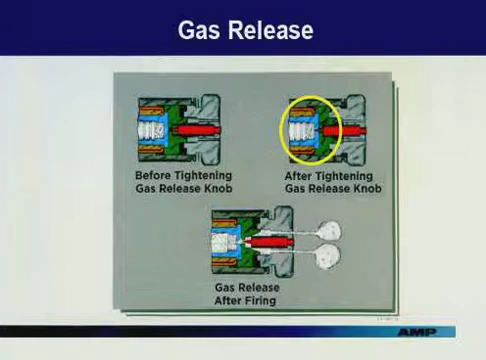 Gas Release
Before Tightening
Gas Release Knob
After Tightening
Gas Release Knob
Gas Release
After Firing
AMP